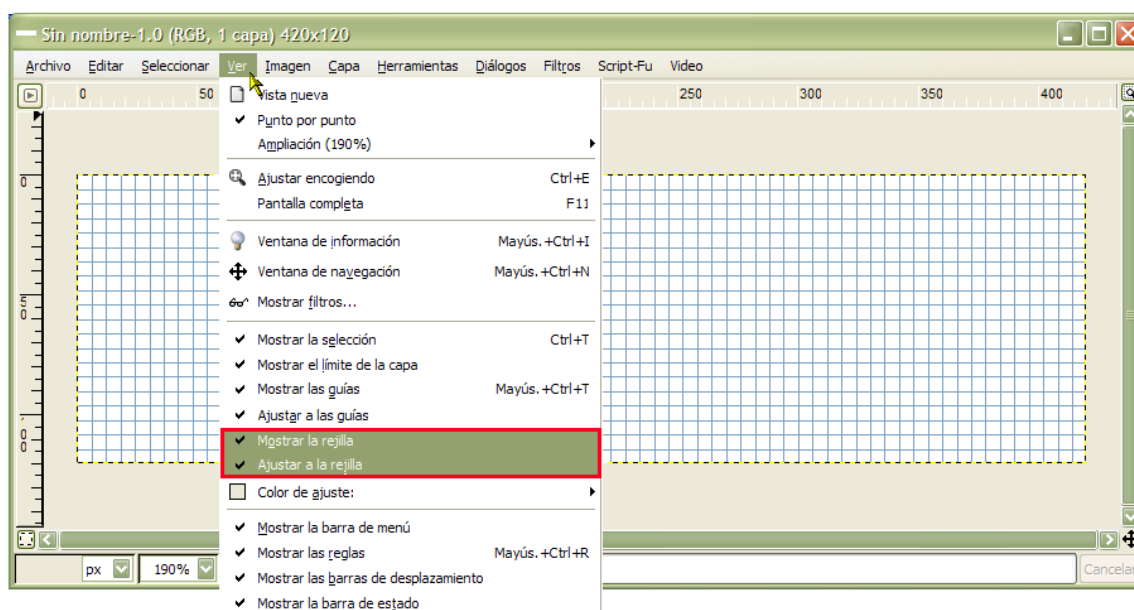 Sin nombre-1.0 (RGB, 1 capa) 420x120
Archivo Editar Seleccionar Ver Imagen Capa Herramientas Diálogos Filtros Script-Fu Video
0 50 250 300 350 400
Vista nueva
Punto por punto
Ampliación (190%)
Ajustar encogiendo Ctrl+E
Pantalla completa F11
Ventana de información Mayús.+Ctrl+I
Ventana de navegación Mayús.+Ctrl+N
Mostrar filtros...
Mostrar la selección Ctrl+T
Mostrar el límite de la capa
Mostrar las guías Mayús.+Ctrl+T
Ajustar a las guías
Mostrar la rejilla
Ajustar a la rejilla
Color de ajuste:
Mostrar la barra de menú
Mostrar las reglas Mayús.+Ctrl+R
Mostrar las barras de desplazamiento
Mostrar la barra de estado
0
50
100
px 190% Cancelar